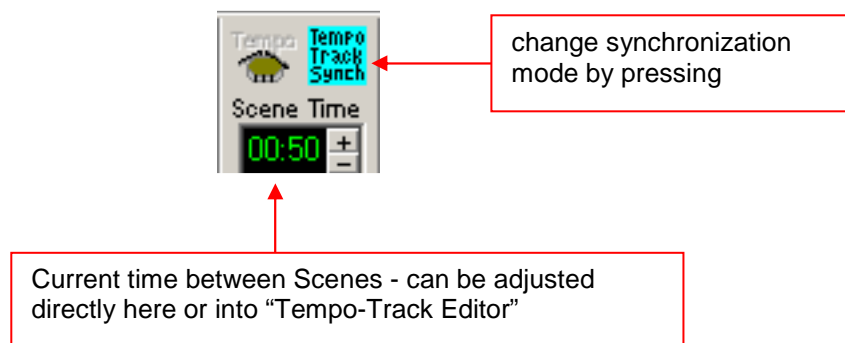 Tempo
Tempo
Track
Synch
change synchronization
mode by pressing
Scene Time
00:50
+
-
Current time between Scenes - can be adjusted
directly here or into “Tempo-Track Editor”